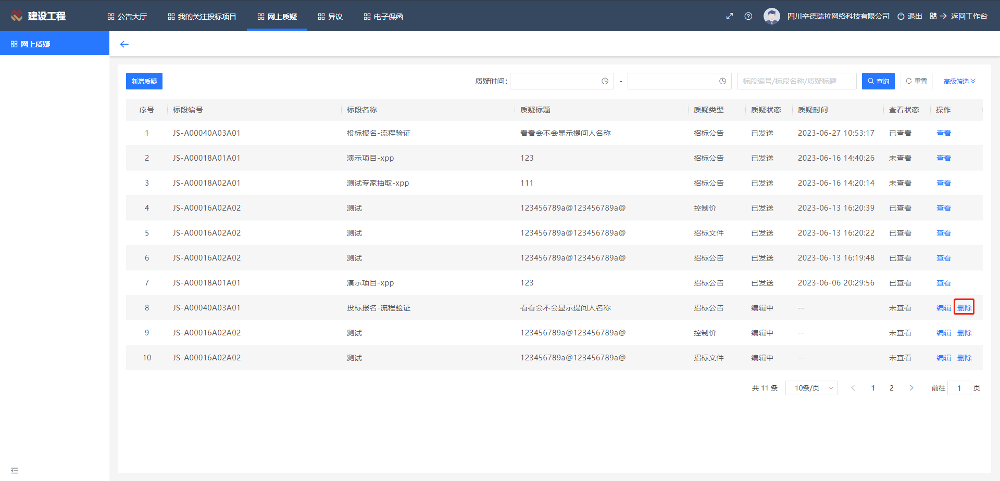 建设工程 公告大厅 我的关注投标项目 网上质疑 异议 电子保函 四川辛德瑞拉网络科技有限公司 退出 返回工作台
网上质疑
新增质疑 质疑时间: - 标段编号/标段名称/质疑标题 查询 重置 高级筛选
序号 标段编号 标段名称 质疑标题 质疑类型 质疑状态 质疑时间 查看状态 操作
1 JS-A00040A03A01 投标报名-流程验证 看看会不会显示提问人名称 招标公告 已发送 2023-06-27 10:53:17 已查看 查看
2 JS-A00018A01A01 演示项目-xpp 123 招标公告 已发送 2023-06-16 14:40:26 未查看 查看
3 JS-A00018A02A01 测试专家抽取-xpp 111 招标公告 已发送 2023-06-16 14:20:14 未查看 查看
4 JS-A00016A02A02 测试 123456789a@123456789a@ 控制价 已发送 2023-06-13 16:20:39 已查看 查看
5 JS-A00016A02A02 测试 123456789a@123456789a@ 招标文件 已发送 2023-06-13 16:20:22 已查看 查看
6 JS-A00016A02A02 测试 123456789a@123456789a@ 招标公告 已发送 2023-06-13 16:19:48 已查看 查看
7 JS-A00018A01A01 演示项目-xpp 123 招标公告 已发送 2023-06-06 20:29:56 已查看 查看
8 JS-A00040A03A01 投标报名-流程验证 看看会不会显示提问人名称 招标公告 编辑中 -- 未查看 编辑 删除
9 JS-A00016A02A02 测试 123456789a@123456789a@ 控制价 编辑中 -- 未查看 编辑 删除
10 JS-A00016A02A02 测试 123456789a@123456789a@ 招标文件 编辑中 -- 未查看 编辑 删除
共 11 条 10条/页 1 2 前往 1 页